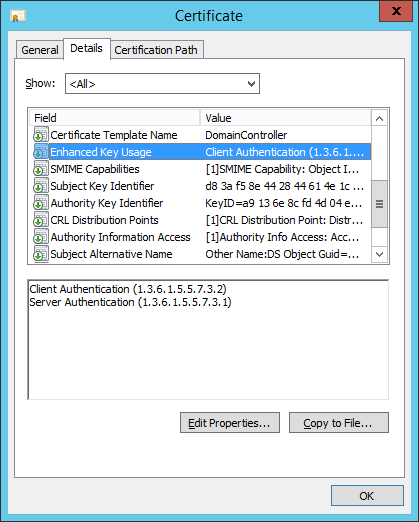 Certificate
General Details Certification Path
Show: <All>
Field Value
Certificate Template Name DomainController
Enhanced Key Usage Client Authentication (1.3.6.1....
SMIME Capabilities [1]SMIME Capability: Object I...
Subject Key Identifier d8 3a f5 8e 44 28 44 61 4e 1c ...
Authority Key Identifier KeyID=a9 13 6e 8c fd 4d 04 e...
CRL Distribution Points [1]CRL Distribution Point: Distr...
Authority Information Access [1]Authority Info Access: Acc...
Subject Alternative Name Other Name:DS Object Guid=...
Client Authentication (1.3.6.1.5.5.7.3.2)
Server Authentication (1.3.6.1.5.5.7.3.1)
Edit Properties... Copy to File...
OK